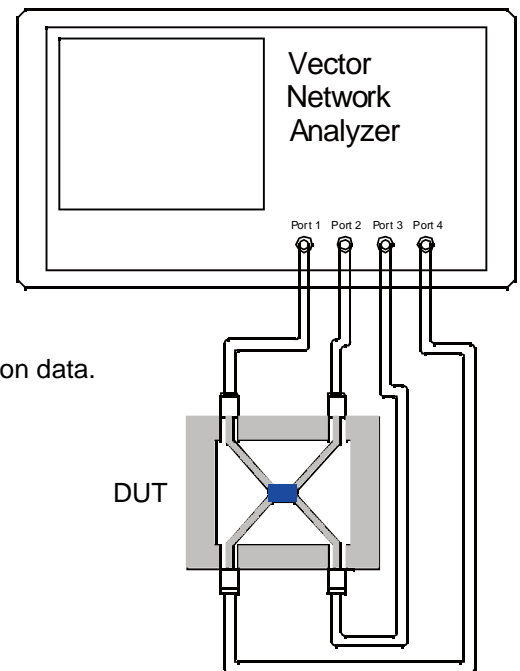 Vector
Network
Analyzer
Port 1 Port 2 Port 3 Port 4
on data.
DUT